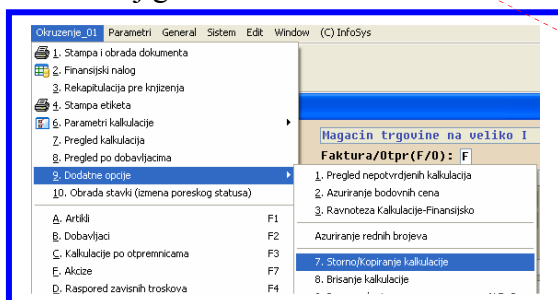 Okruzenje_01 Parametri General Sistem Edit Window (C) InfoSys
1. Stampa i obrada dokumenta
2. Finansijski nalog
3. Rekapitulacija pre knjizenja
4. Stampa etiketa
6. Parametri kalkulacije
7. Pregled kalkulacija
8. Pregled po dobavljacima
9. Dodatne opcije
10. Obrada stavki (izmena poreskog statusa)
A. Artikli F1
B. Dobavljaci F2
C. Kalkulacije po otpremnicama F3
E. Akcize F7
D. Raspored zavisnih troskova F4
Magacin trgovine na veliko I
Faktura/Otpr(F/O): F
1. Pregled nepotvrdjenih kalkulacija
2. Azuriranje bodovnih cena
3. Ravnoteza Kalkulacije-Finansijsko
Azuriranje rednih brojeva
7. Storno/Kopiranje kalkulacije
8. Brisanje kalkulacije